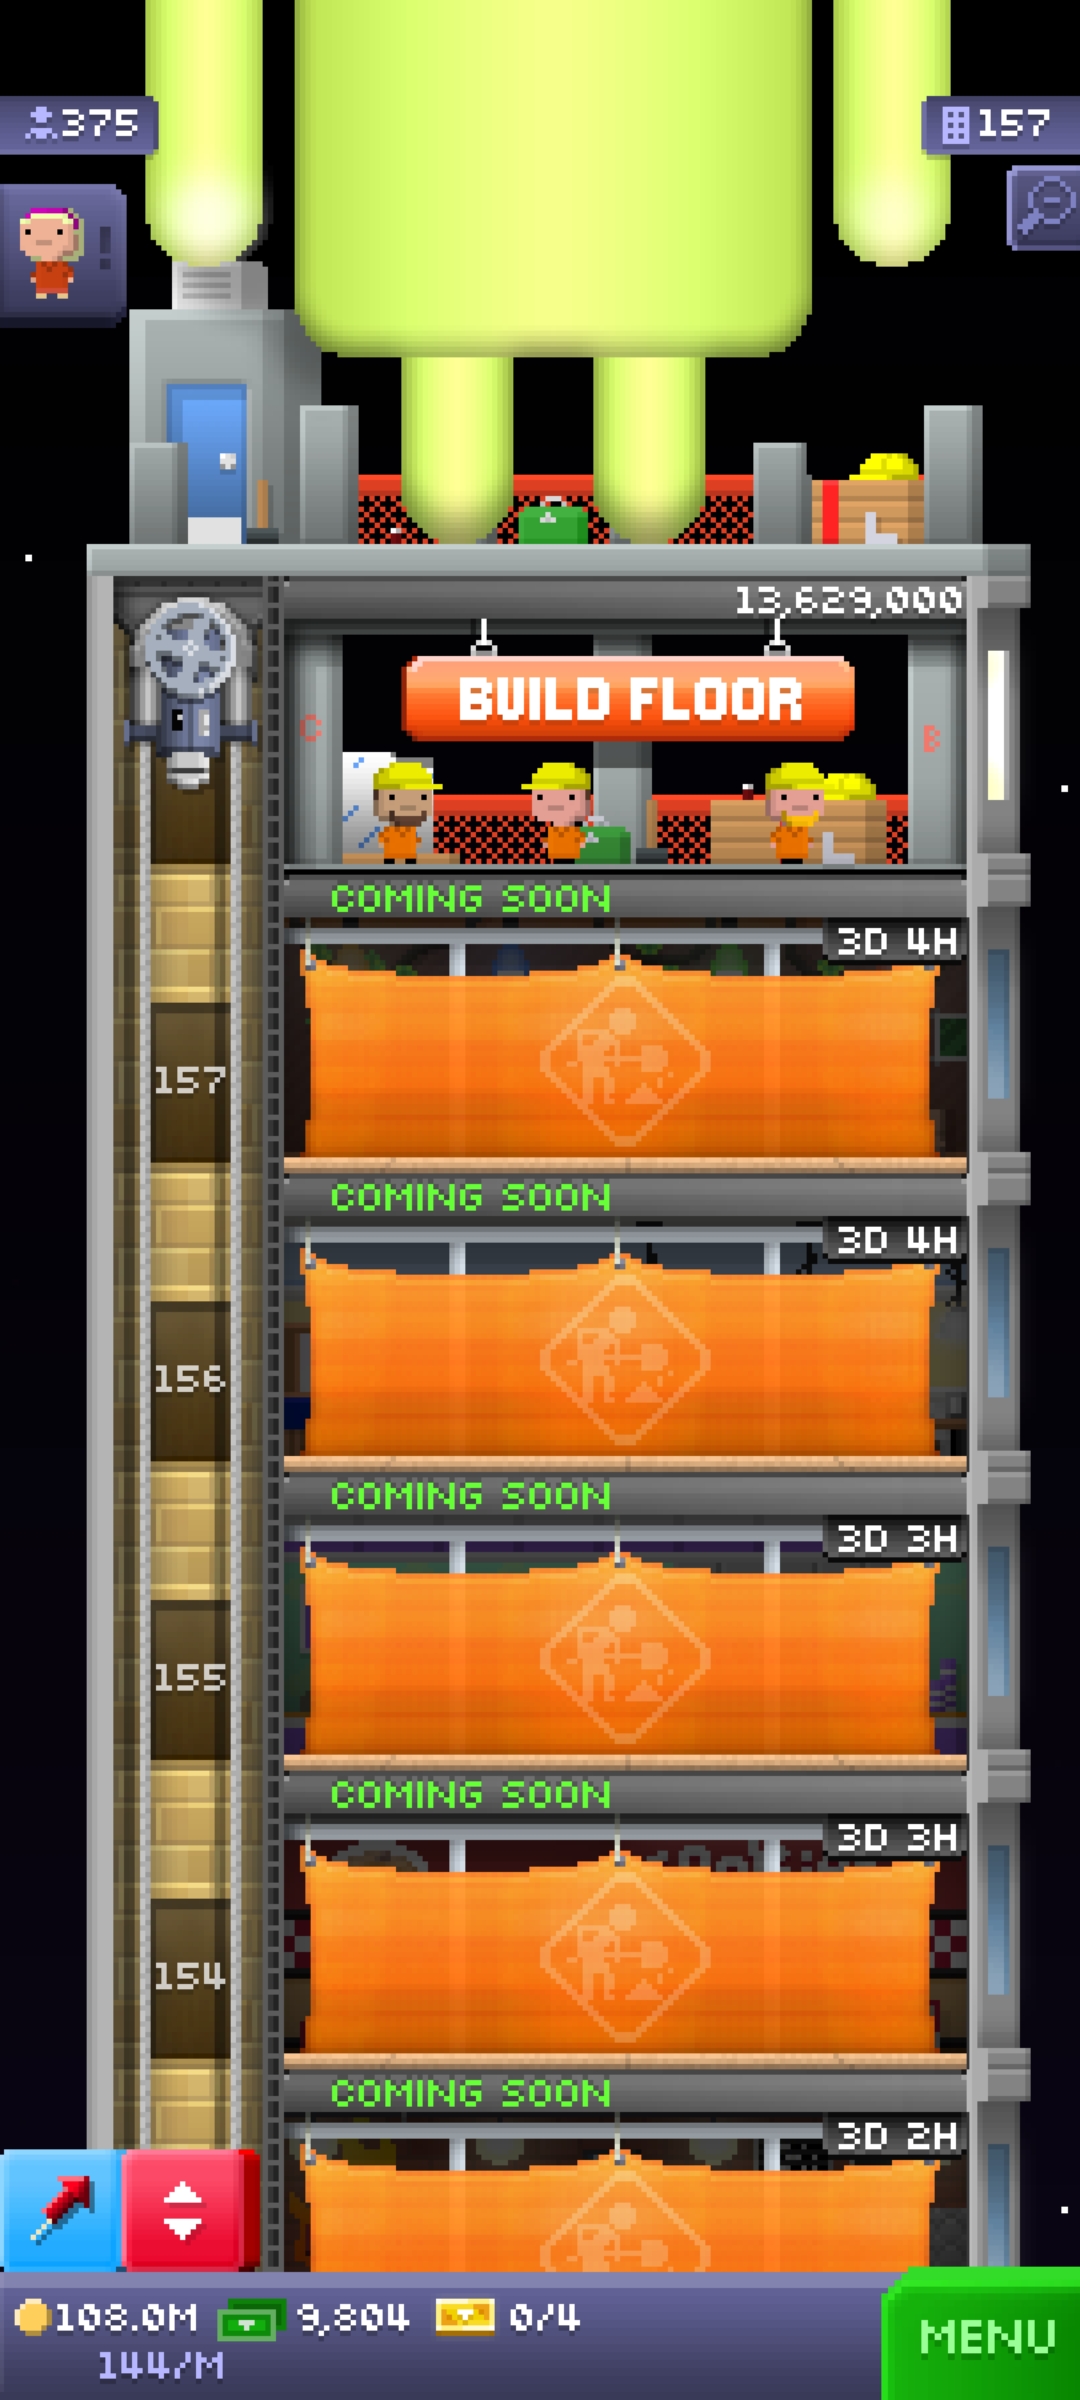 375
157
!
13,629,000
BUILD FLOOR
C
B
COMING SOON
3D 4H
157
COMING SOON
3D 4H
156
COMING SOON
3D 3H
155
COMING SOON
3D 3H
154
COMING SOON
3D 2H
108.0M 9,804 0/4
144/M
MENU